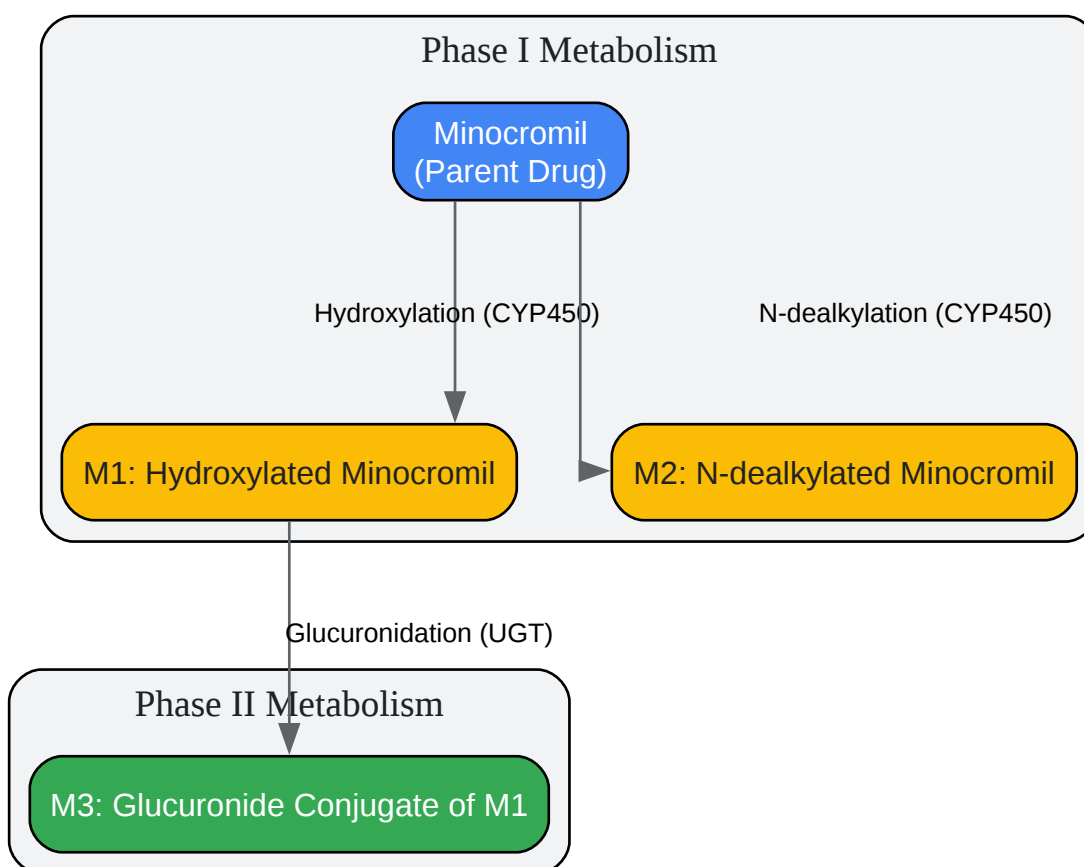 Phase I Metabolism
Minocromil
(Parent Drug)
Hydroxylation (CYP450)
N-dealkylation (CYP450)
M1: Hydroxylated Minocromil
M2: N-dealkylated Minocromil
Glucuronidation (UGT)
Phase II Metabolism
M3: Glucuronide Conjugate of M1